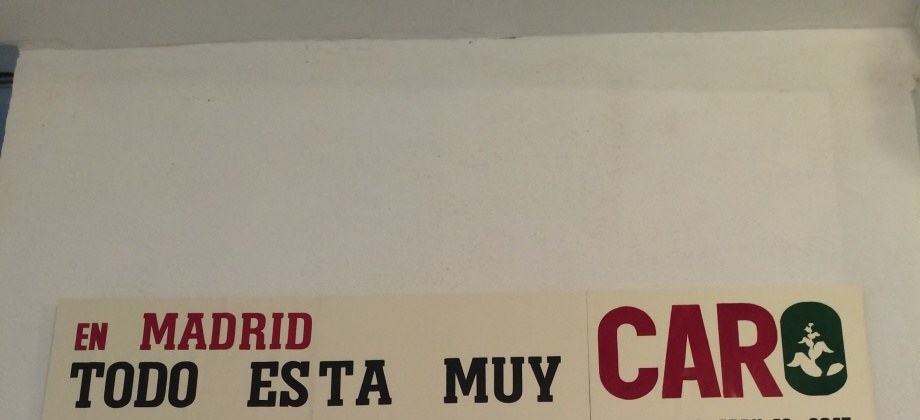 EN MADRID
TODO ESTA MUY
CARO